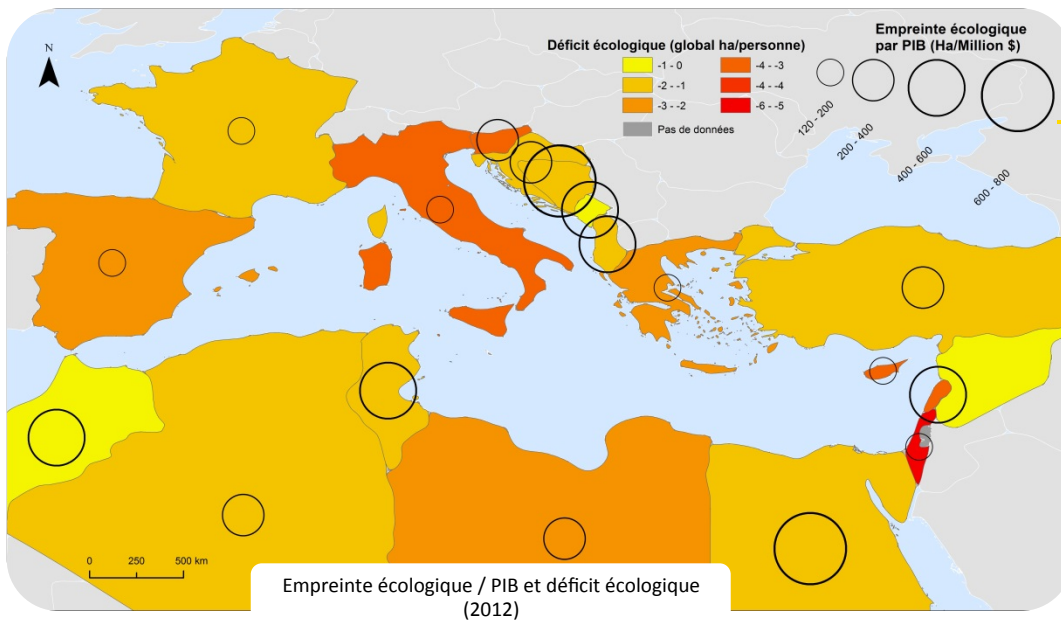 N
Déficit écologique (global ha/personne)
-1 - 0
-2 - -1
-3 - -2
-4 - -3
-4 - -4
-6 - -5
Pas de données
Empreinte écologique
par PIB (Ha/Million $)
120 - 200
200 - 400
400 - 600
600 - 800
0 250 500 km
Empreinte écologique / PIB et déficit écologique
(2012)